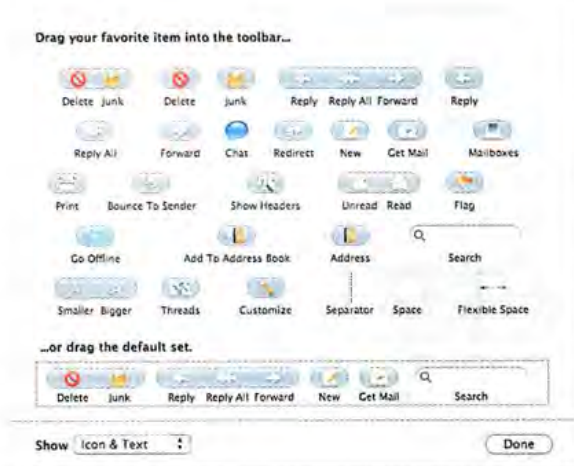 Drag your favorite item into the toolbar...
Delete Junk Delete Junk Reply Reply All Forward Reply
Reply All Forward Chat Redirect New Get Mail Mailboxes
Print Bounce To Sender Show Headers Unread Read Flag
Go Offline Add To Address Book Address Search
Smaller Bigger Threads Customize Separator Space Flexible Space
...or drag the default set.
Delete Junk Reply Reply All Forward New Get Mail Search
Show Icon & Text Done